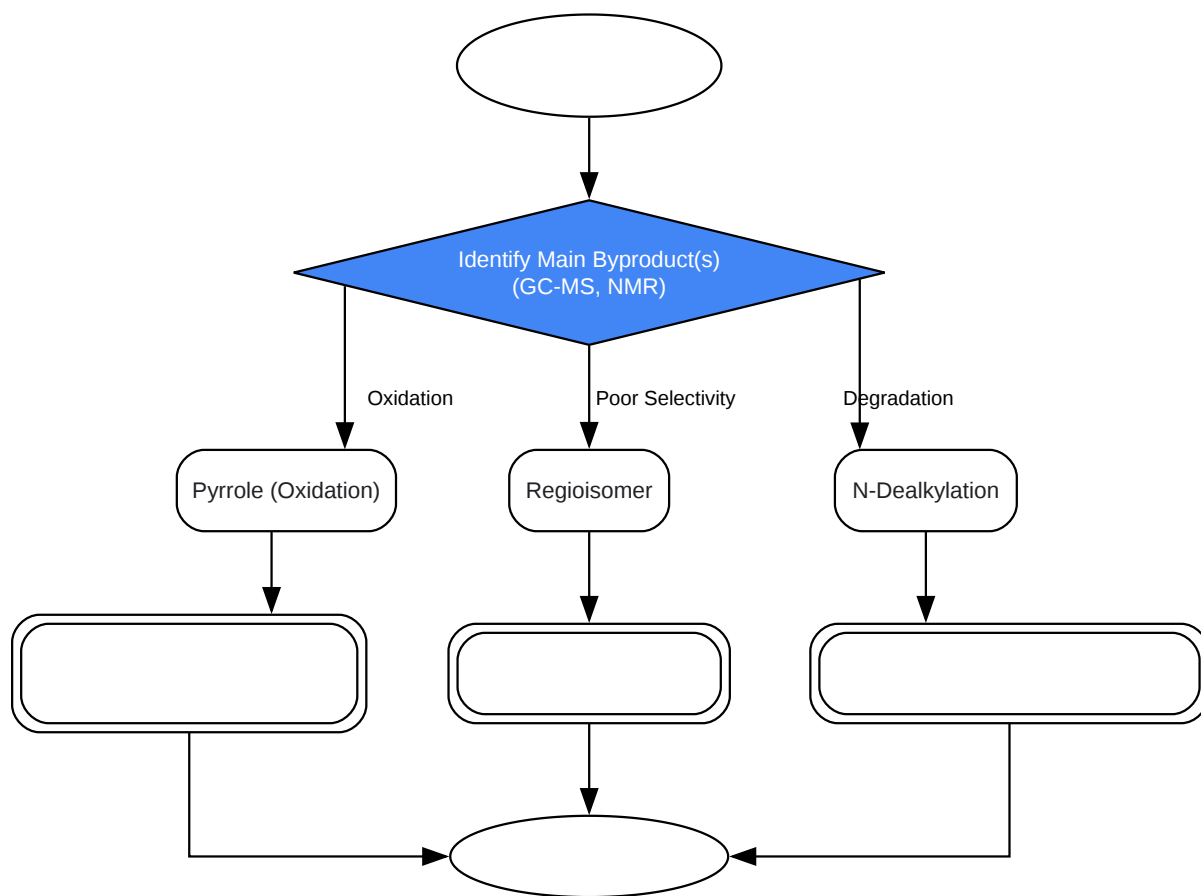 Identify Main Byproduct(s)
(GC-MS, NMR)
Oxidation
Poor Selectivity
Degradation
Pyrrole (Oxidation)
Regioisomer
N-Dealkylation